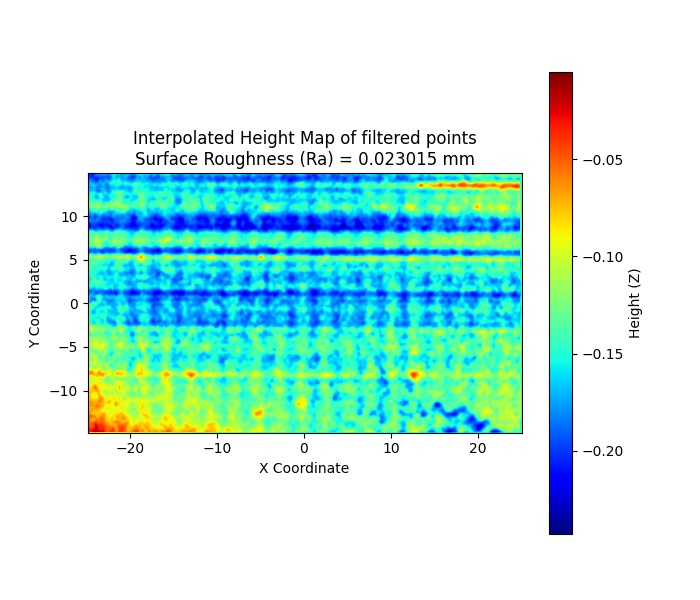 Interpolated Height Map of filtered points
Surface Roughness (Ra) = 0.023015 mm
10
5
0
−5
−10
Y Coordinate
−20
−10
0
10
20
X Coordinate
−0.05
−0.10
−0.15
−0.20
Height (Z)